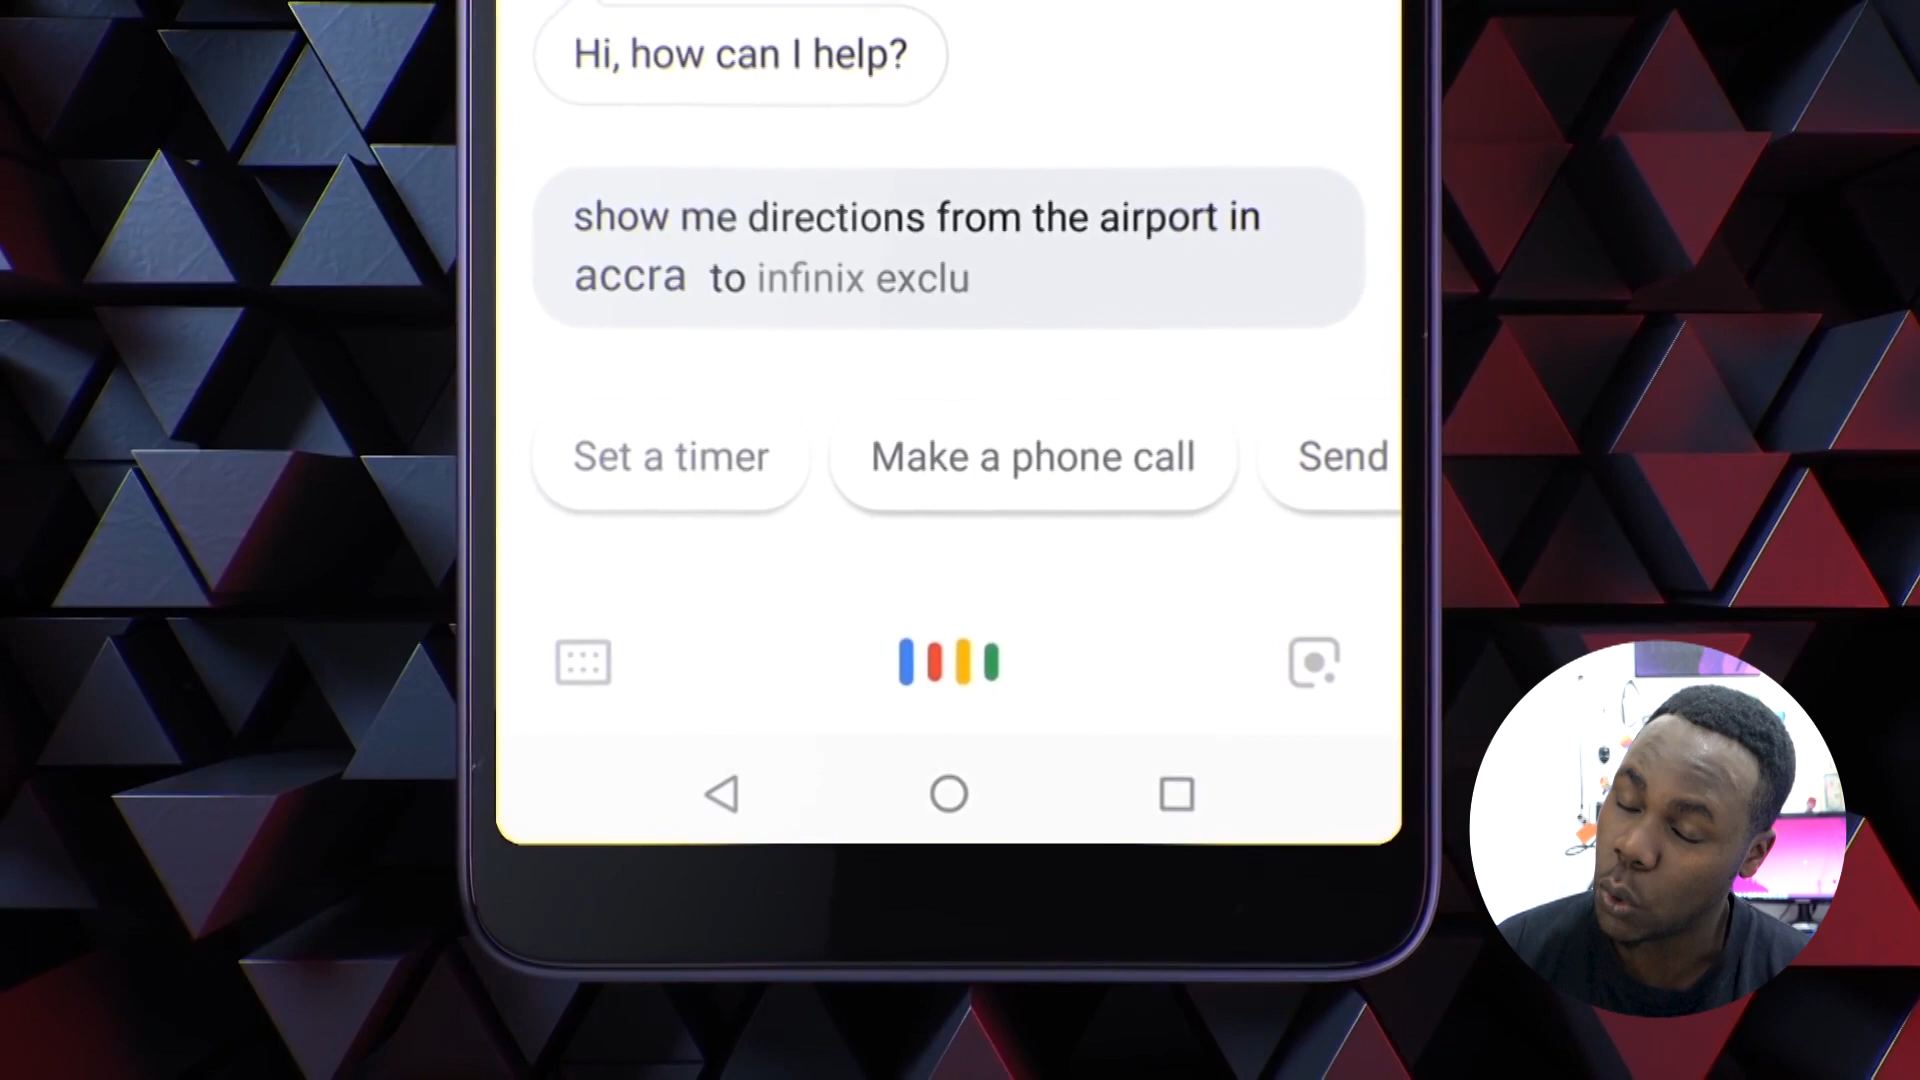 Hi, how can I help?
show me directions from the airport in
accra to infinix exclu
Set a timer
Make a phone call
Send